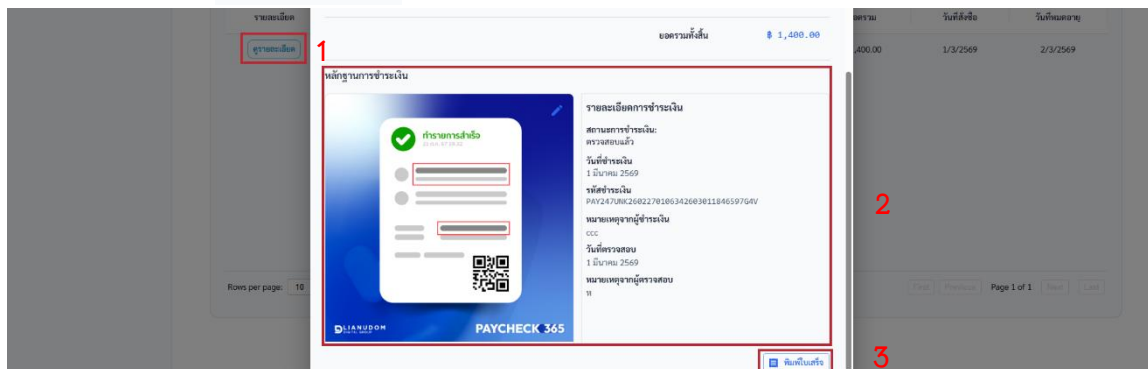 รายละเอียด
ยอดรวมทั้งสิ้น ฿ 1,400.00
วันที่สั่งซื้อ วันที่หมดอายุ
ดูรายละเอียด
1
,400.00 1/3/2569 2/3/2569
หลักฐานการชำระเงิน
ทำรายการสำเร็จ
DLIANUDOM
PAYCHECK 365
รายละเอียดการชำระเงิน
สถานะการชำระเงิน:
ตรวจสอบแล้ว
วันที่ชำระเงิน
1 มีนาคม 2569
รหัสชำระเงิน
PAY247UNK260227010634260301184659764V
หมายเหตุจากผู้ชำระเงิน
ccc
วันที่ตรวจสอบ
1 มีนาคม 2569
หมายเหตุจากผู้ตรวจสอบ
ห
2
Rows per page: 10
First Previous Page 1 of 1 Next Last
พิมพ์ใบเสร็จ
3